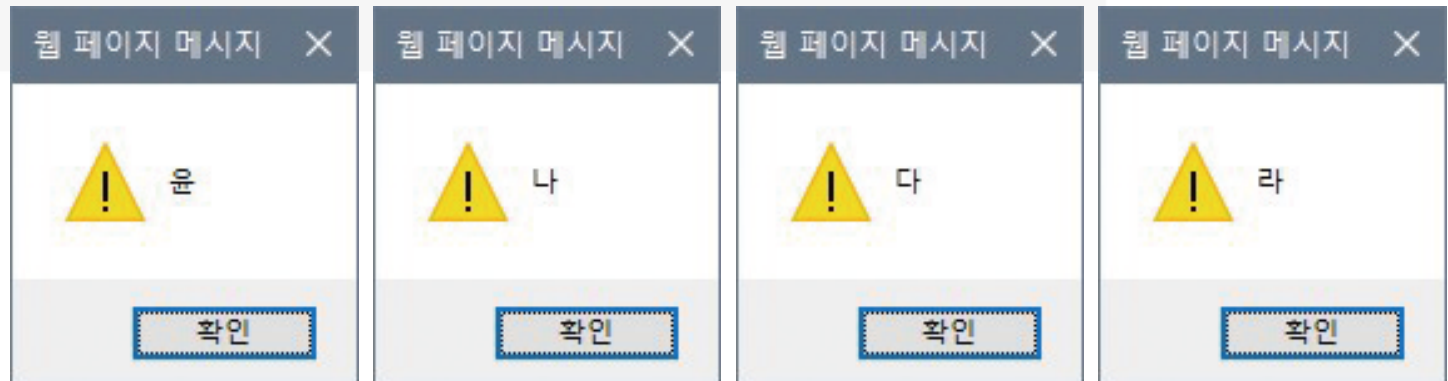 웹 페이지 메시지 ✕ 웹 페이지 메시지 ✕ 웹 페이지 메시지 ✕ 웹 페이지 메시지 ✕
윤 나 다 라
확인 확인 확인 확인